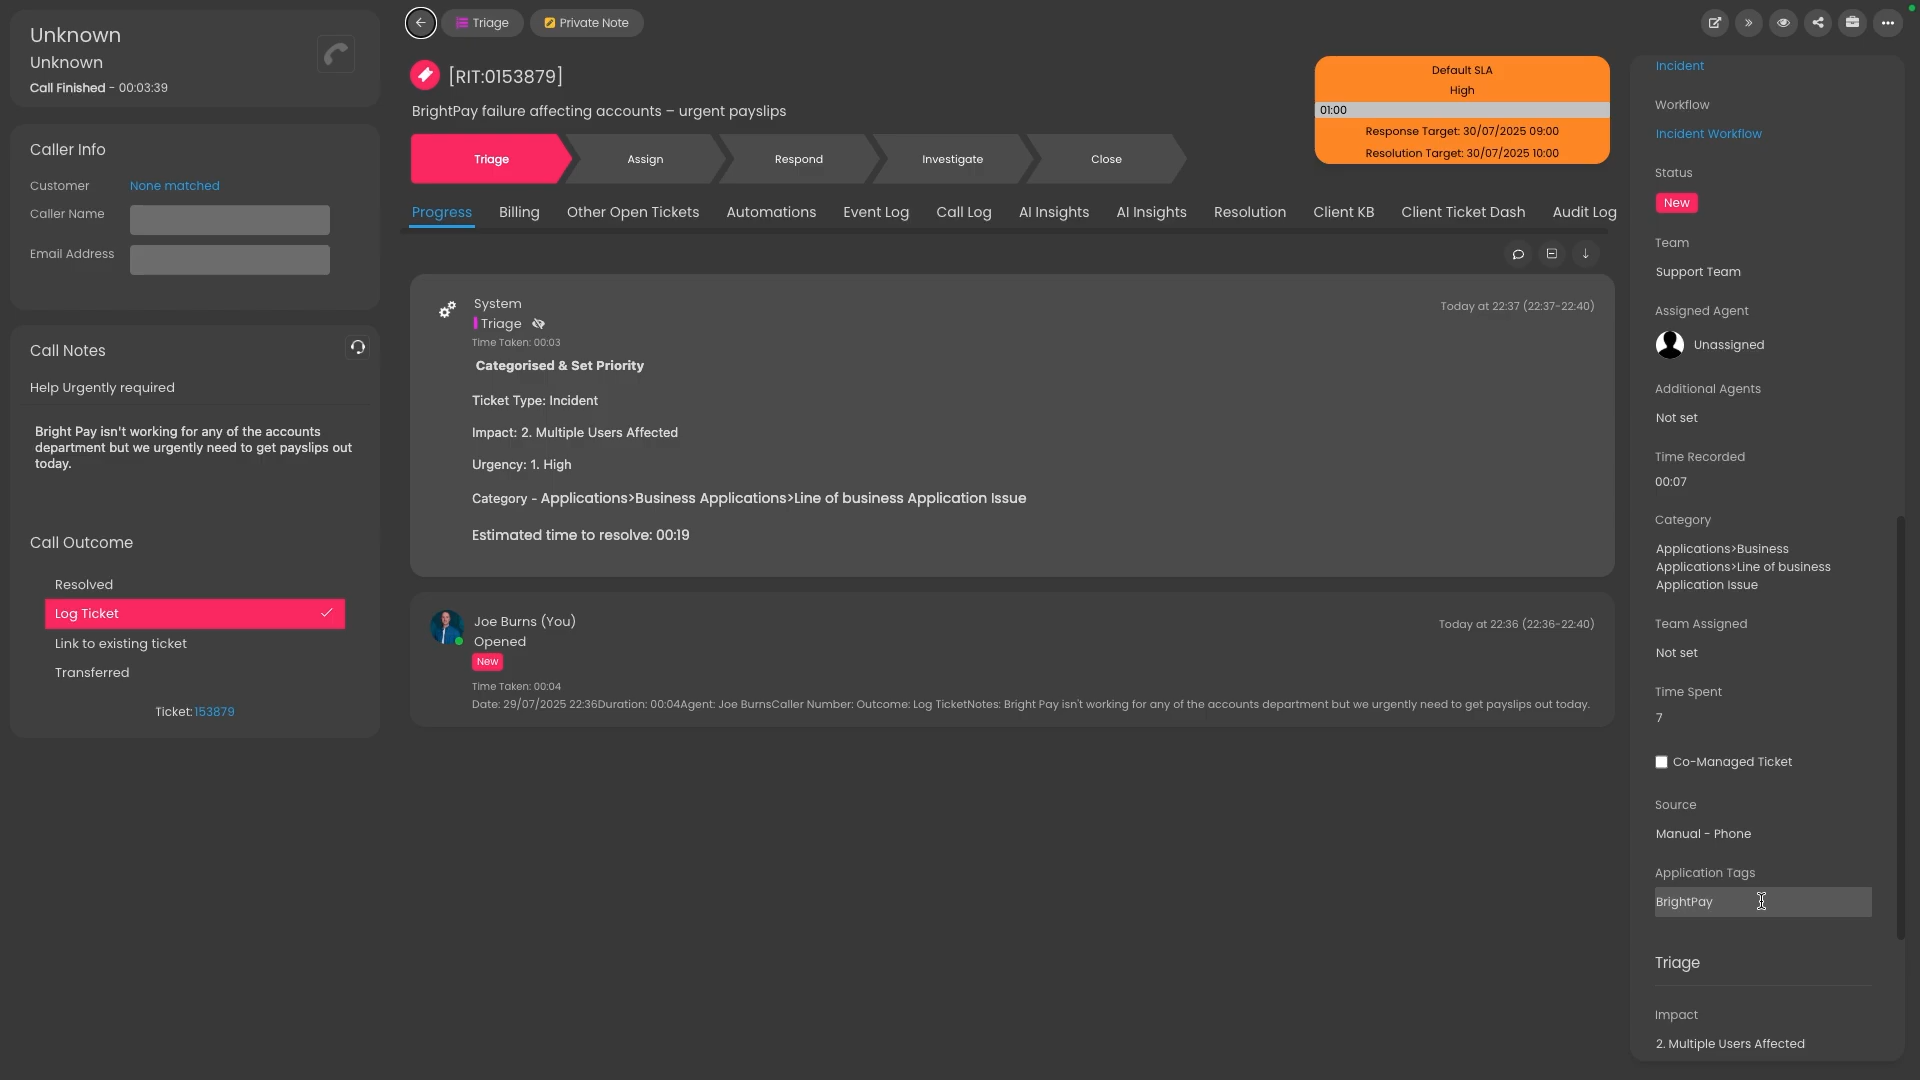 Unknown
Unknown
Call Finished - 00:03:39
Caller Info
Customer
None matched
Caller Name
Email Address
Call Notes
Help Urgently required
Bright Pay isn't working for any of the accounts
department but we urgently need to get payslips out
today.
Call Outcome
Resolved
Log Ticket
Link to existing ticket
Transferred
Ticket: 153879
Triage
Private Note
[RIT:0153879]
BrightPay failure affecting accounts – urgent payslips
Default SLA
High
01:00
Response Target: 30/07/2025 09:00
Resolution Target: 30/07/2025 10:00
Triage
Assign
Respond
Investigate
Close
Progress
Billing
Other Open Tickets
Automations
Event Log
Call Log
AI Insights
AI Insights
Resolution
Client KB
Client Ticket Dash
Audit Log
System
Today at 22:37 (22:37-22:40)
Triage
Time Taken: 00:03
Categorised & Set Priority
Ticket Type: Incident
Impact: 2. Multiple Users Affected
Urgency: 1. High
Category - Applications>Business Applications>Line of business Application Issue
Estimated time to resolve: 00:19
Joe Burns (You)
Today at 22:36 (22:36-22:40)
Opened
New
Time Taken: 00:04
Date: 29/07/2025 22:36Duration: 00:04Agent: Joe BurnsCaller Number: Outcome: Log TicketNotes: Bright Pay isn't working for any of the accounts department but we urgently need to get payslips out today.
Incident
Workflow
Incident Workflow
Status
New
Team
Support Team
Assigned Agent
Unassigned
Additional Agents
Not set
Time Recorded
00:07
Category
Applications>Business
Applications>Line of business
Application Issue
Team Assigned
Not set
Time Spent
7
Co-Managed Ticket
Source
Manual - Phone
Application Tags
BrightPay
Triage
Impact
2. Multiple Users Affected